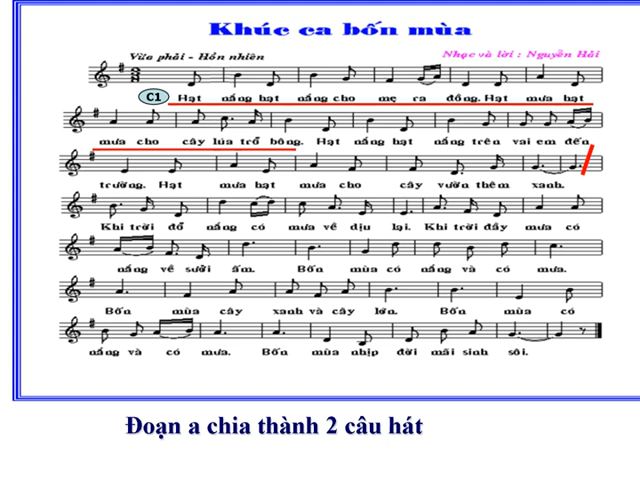 Khúc ca bốn mùa
Vừa phải - Hồn nhiên
Nhạc và lời : Nguyễn Hải
C1
Hạt nắng hạt nắng cho mẹ ra đồng. Hạt mưa hạt
mưa cho cây lúa trổ bông. Hạt nắng hạt nắng trên vai em đến
trường. Hạt mưa hạt mưa cho cây vườn thêm xanh.
Khi trời đổ nắng có mưa về dịu lại. Khi trời đầy mưa có
nắng về sưởi ấm. Bốn mùa có nắng và có mưa.
Bốn mùa cây xanh và cây lớn. Bốn mùa có
nắng và có mưa. Bốn mùa nhịp đời mãi sinh sôi.
Đoạn a chia thành 2 câu hát